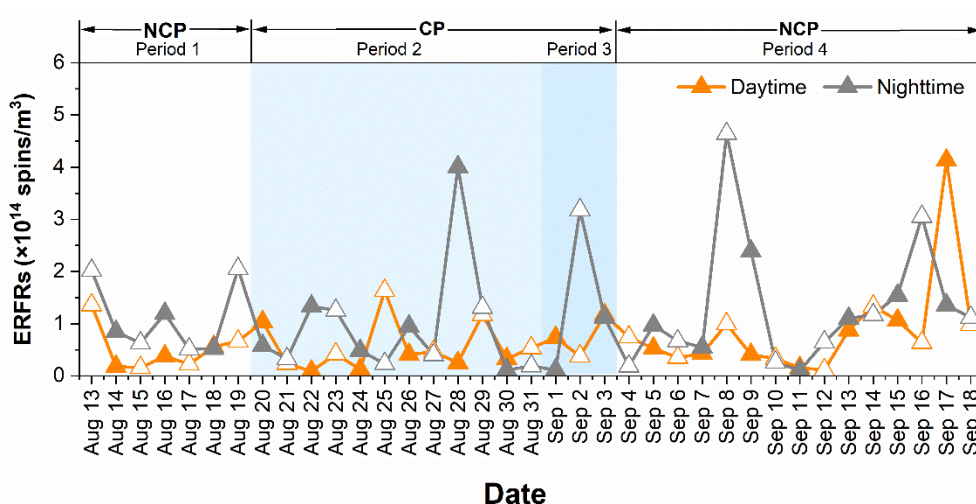 NCP CP NCP
Period 1 Period 2 Period 3 Period 4
Daytime Nighttime
ERFRs (×10¹⁴ spins/m³)
6
5
4
3
2
1
0
Aug 13
Aug 14
Aug 15
Aug 16
Aug 17
Aug 18
Aug 19
Aug 20
Aug 21
Aug 22
Aug 23
Aug 24
Aug 25
Aug 26
Aug 27
Aug 28
Aug 29
Aug 30
Aug 31
Sep 1
Sep 2
Sep 3
Sep 4
Sep 5
Sep 6
Sep 7
Sep 8
Sep 9
Sep 10
Sep 11
Sep 12
Sep 13
Sep 14
Sep 15
Sep 16
Sep 17
Sep 18
Date